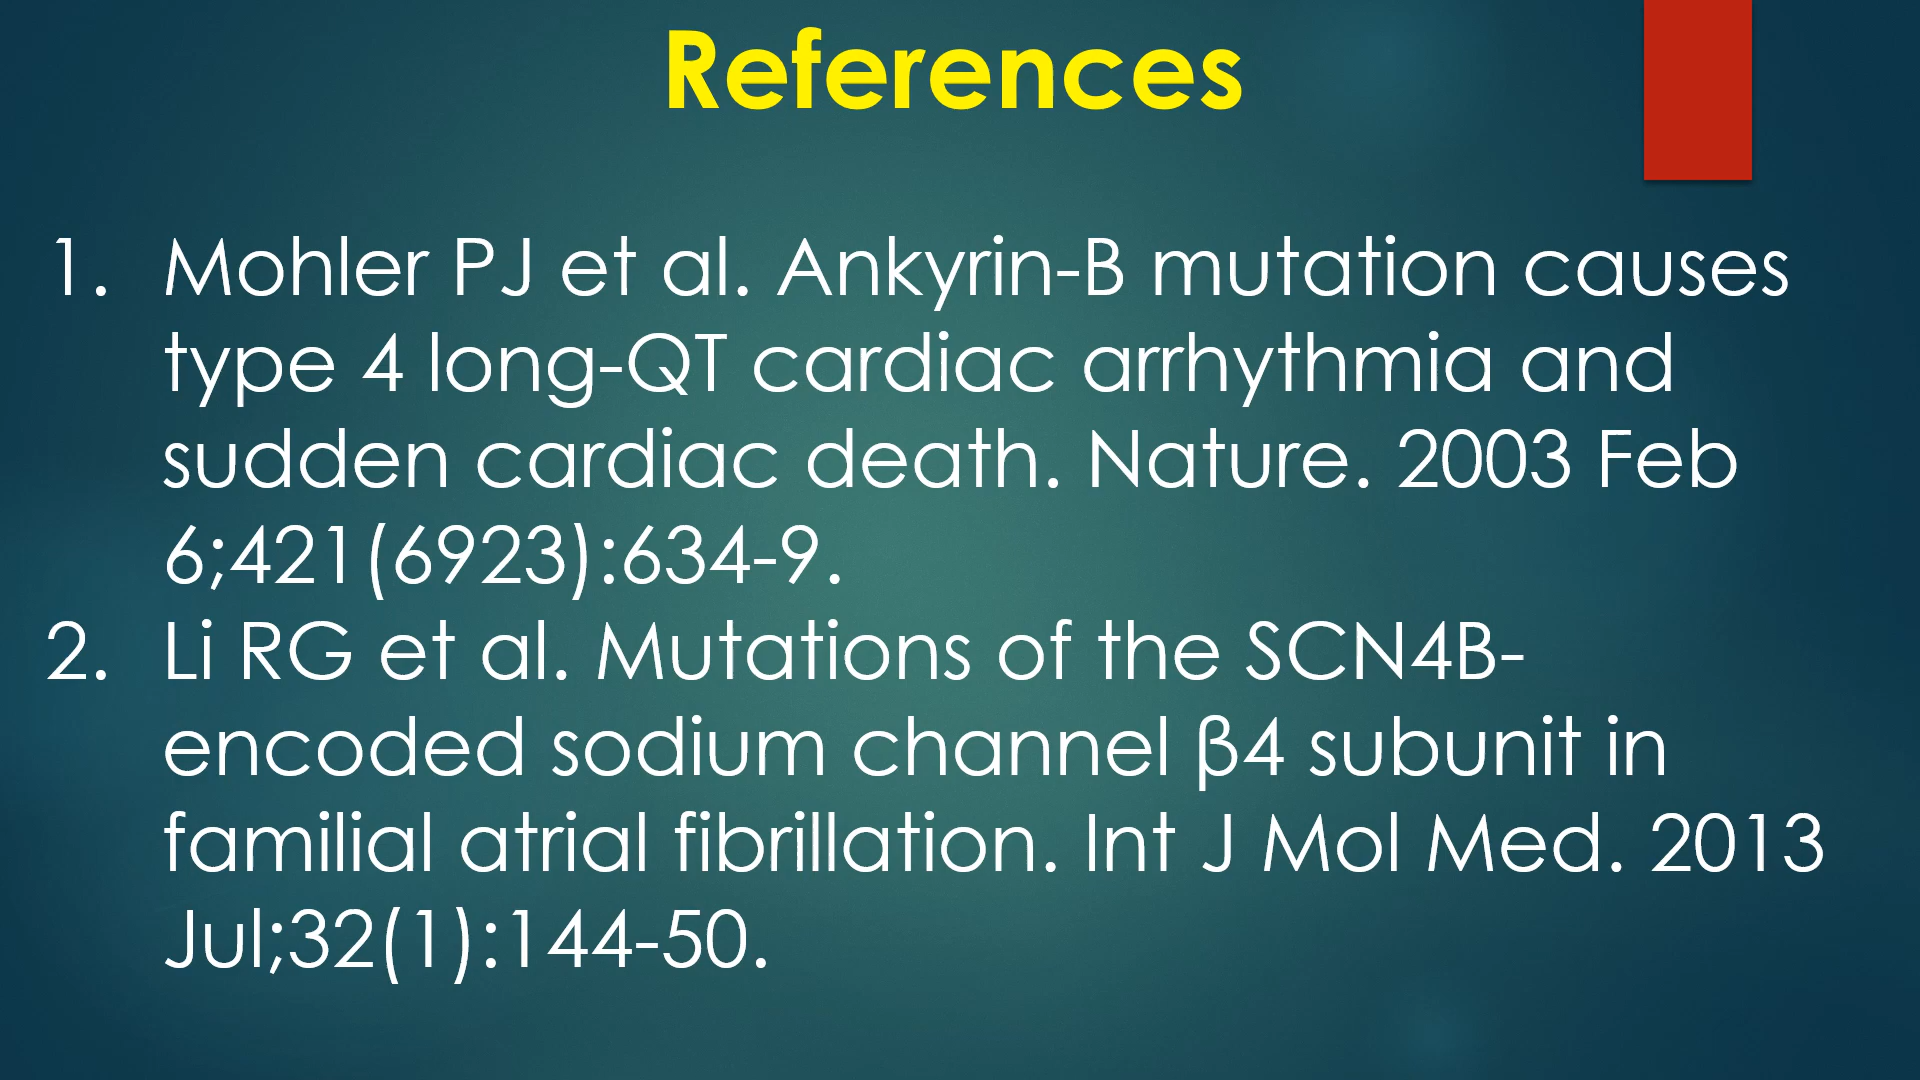 References
1. Mohler PJ et al. Ankyrin-B mutation causes
type 4 long-QT cardiac arrhythmia and
sudden cardiac death. Nature. 2003 Feb
6;421(6923):634-9.
2. Li RG et al. Mutations of the SCN4B-
encoded sodium channel β4 subunit in
familial atrial fibrillation. Int J Mol Med. 2013
Jul;32(1):144-50.